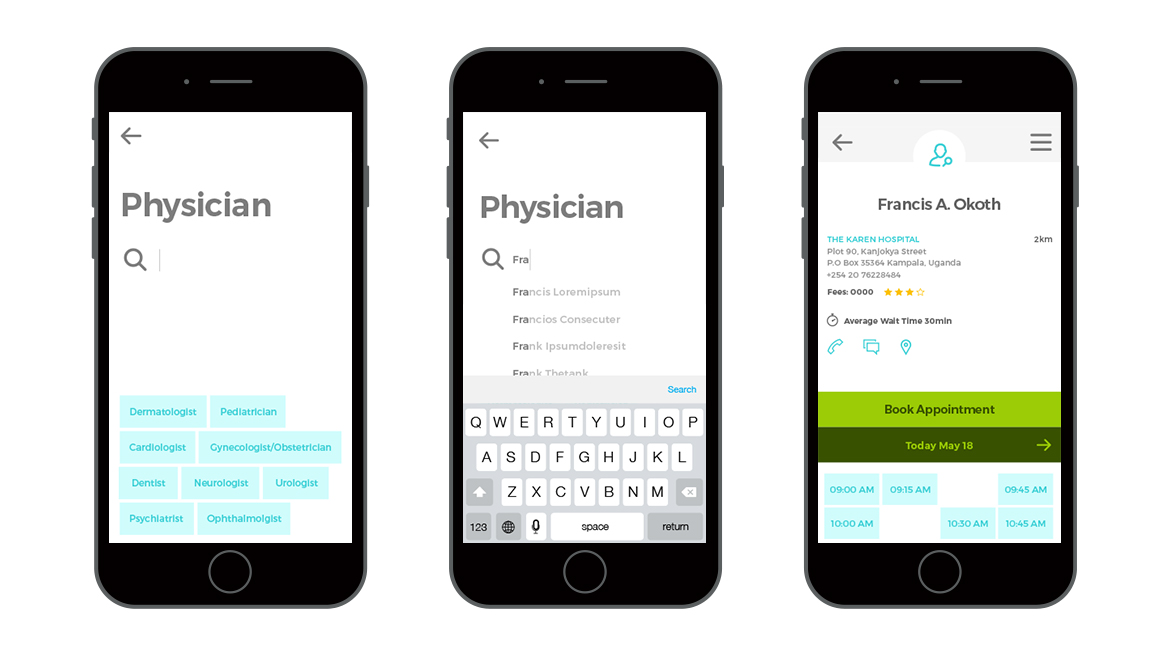 Physician
Dermatologist Pediatrician
Cardiologist Gynecologist/Obstetrician
Dentist Neurologist Urologist
Psychiatrist Ophthalmolgist
Physician
Fra
Francis Loremipsum
Francios Consecuter
Frank Ipsumdoleresit
Frank Thetank
Search
Q W E R T Y U I O P
A S D F G H J K L
Z X C V B N M
123 space return
Francis A. Okoth
THE KAREN HOSPITAL 2km
Plot 90, Kanjokya Street
P.O Box 35364 Kampala, Uganda
+254 20 76228484
Fees: 0000
Average Wait Time 30min
Book Appointment
Today May 18
09:00 AM 09:15 AM 09:45 AM
10:00 AM 10:30 AM 10:45 AM